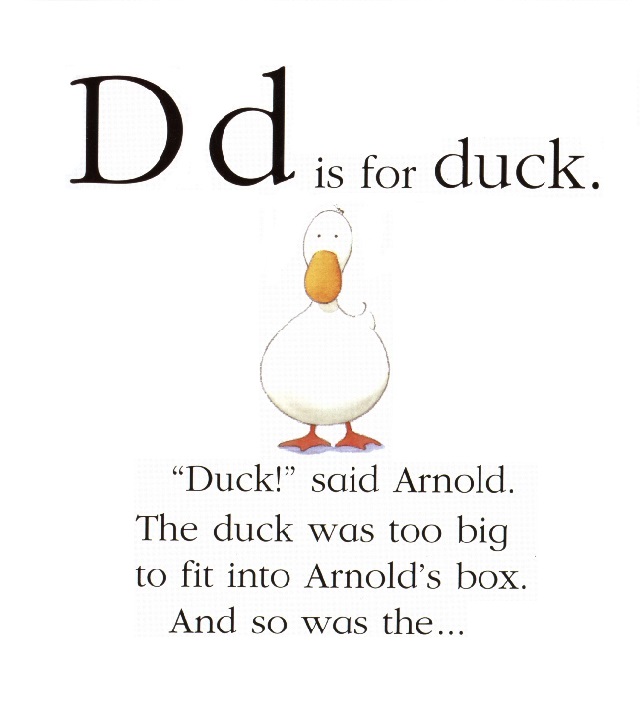 Dd is for duck.
“Duck!” said Arnold.
The duck was too big
to fit into Arnold’s box.
And so was the...